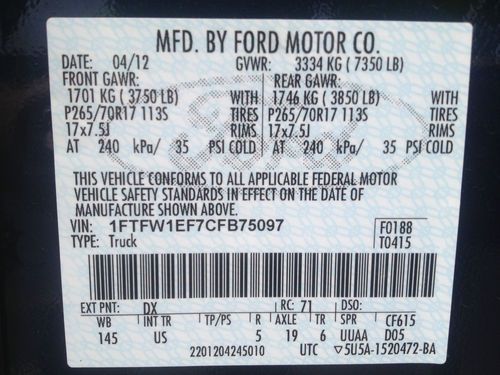 MFD. BY FORD MOTOR CO.
DATE: 04/12 GVWR: 3334 KG ( 7350 LB)
FRONT GAWR: REAR GAWR:
1701 KG ( 3750 LB) WITH 1746 KG ( 3850 LB) WITH
P265/70R17 113S TIRES P265/70R17 113S TIRES
17x7.5J RIMS 17x7.5J RIMS
AT 240 kPa/ 35 PSI COLD AT 240 kPa/ 35 PSI COLD
Ford
THIS VEHICLE CONFORMS TO ALL APPLICABLE FEDERAL MOTOR
VEHICLE SAFETY STANDARDS IN EFFECT ON THE DATE OF
MANUFACTURE SHOWN ABOVE.
VIN: 1FTFW1EF7CFB75097 F0188
TYPE: Truck T0415
EXT PNT: DX RC: 71 DSO:
WB INT TR TP/PS R AXLE TR SPR CF615
145 US 5 19 6 UUAA D05
2201204245010 UTC ▽5U5A-1520472-BA